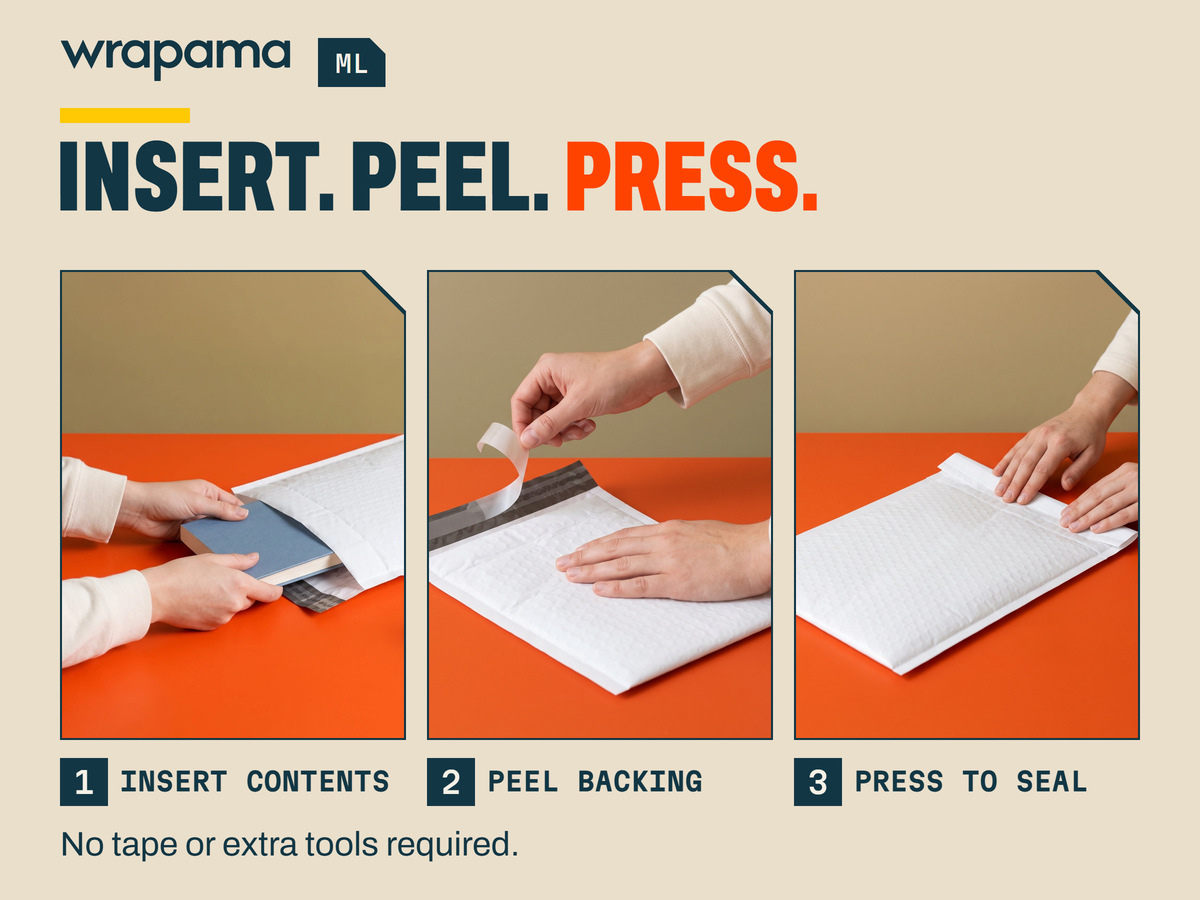 wrapama
ML
INSERT. PEEL. PRESS.
1 INSERT CONTENTS
2 PEEL BACKING
3 PRESS TO SEAL
No tape or extra tools required.